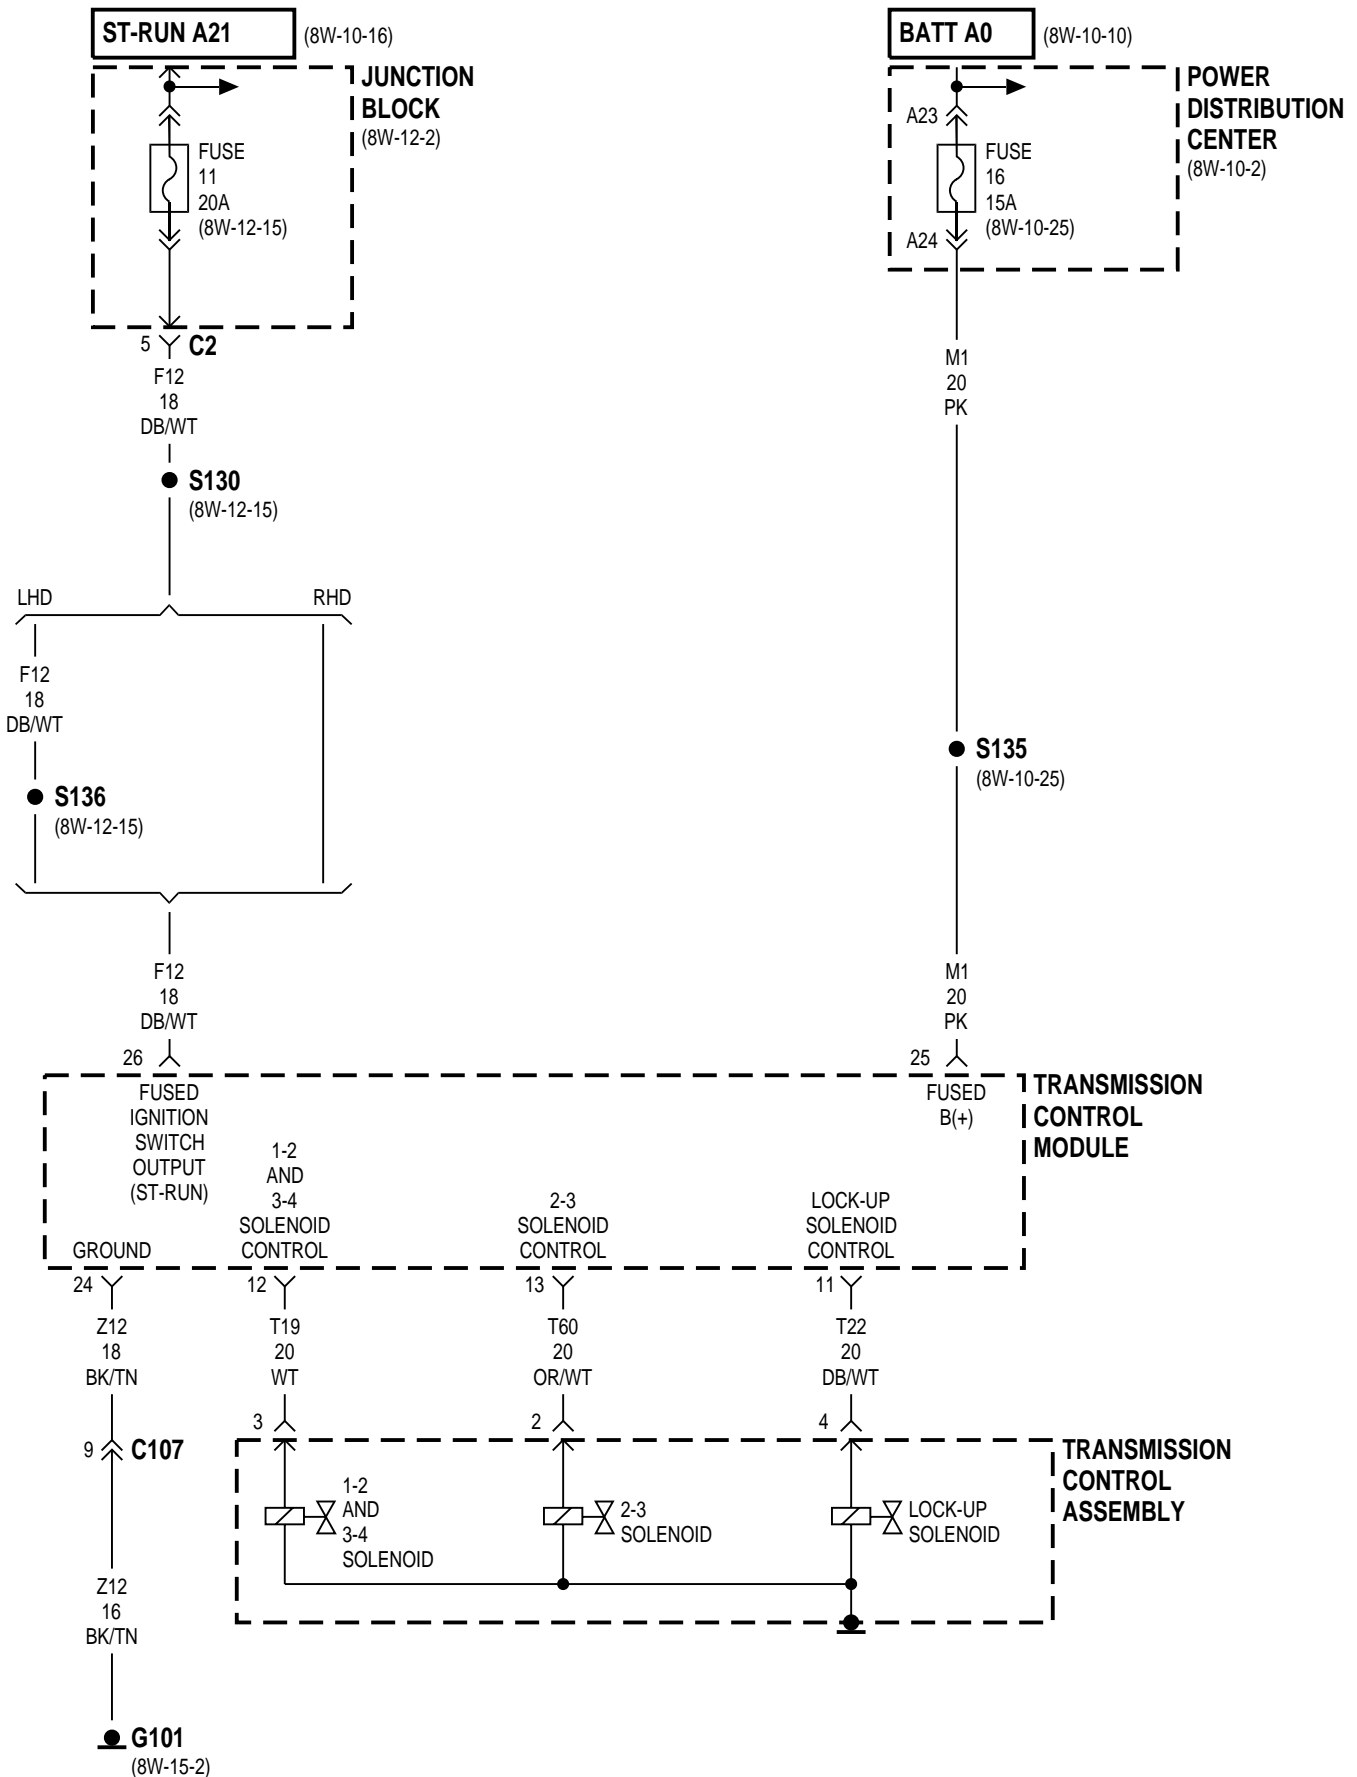 ST-RUN A21 (8W-10-16)
BATT A0 (8W-10-10)
JUNCTION
BLOCK
(8W-12-2)
FUSE
11
20A
(8W-12-15)
5 C2
F12
18
DB/WT
S130
(8W-12-15)
LHD RHD
F12
18
DB/WT
S136
(8W-12-15)
F12
18
DB/WT
26
POWER
DISTRIBUTION
CENTER
(8W-10-2)
A23
FUSE
16
15A
(8W-10-25)
A24
M1
20
PK
S135
(8W-10-25)
M1
20
PK
25
TRANSMISSION
CONTROL
MODULE
FUSED
IGNITION
SWITCH
OUTPUT
(ST-RUN)
FUSED
B(+)
GROUND
1-2
AND
3-4
SOLENOID
CONTROL
2-3
SOLENOID
CONTROL
LOCK-UP
SOLENOID
CONTROL
24 12 13 11
Z12
18
BK/TN
T19
20
WT
T60
20
OR/WT
T22
20
DB/WT
9 C107
3 2 4
TRANSMISSION
CONTROL
ASSEMBLY
1-2
AND
3-4
SOLENOID
2-3
SOLENOID
LOCK-UP
SOLENOID
Z12
16
BK/TN
G101
(8W-15-2)